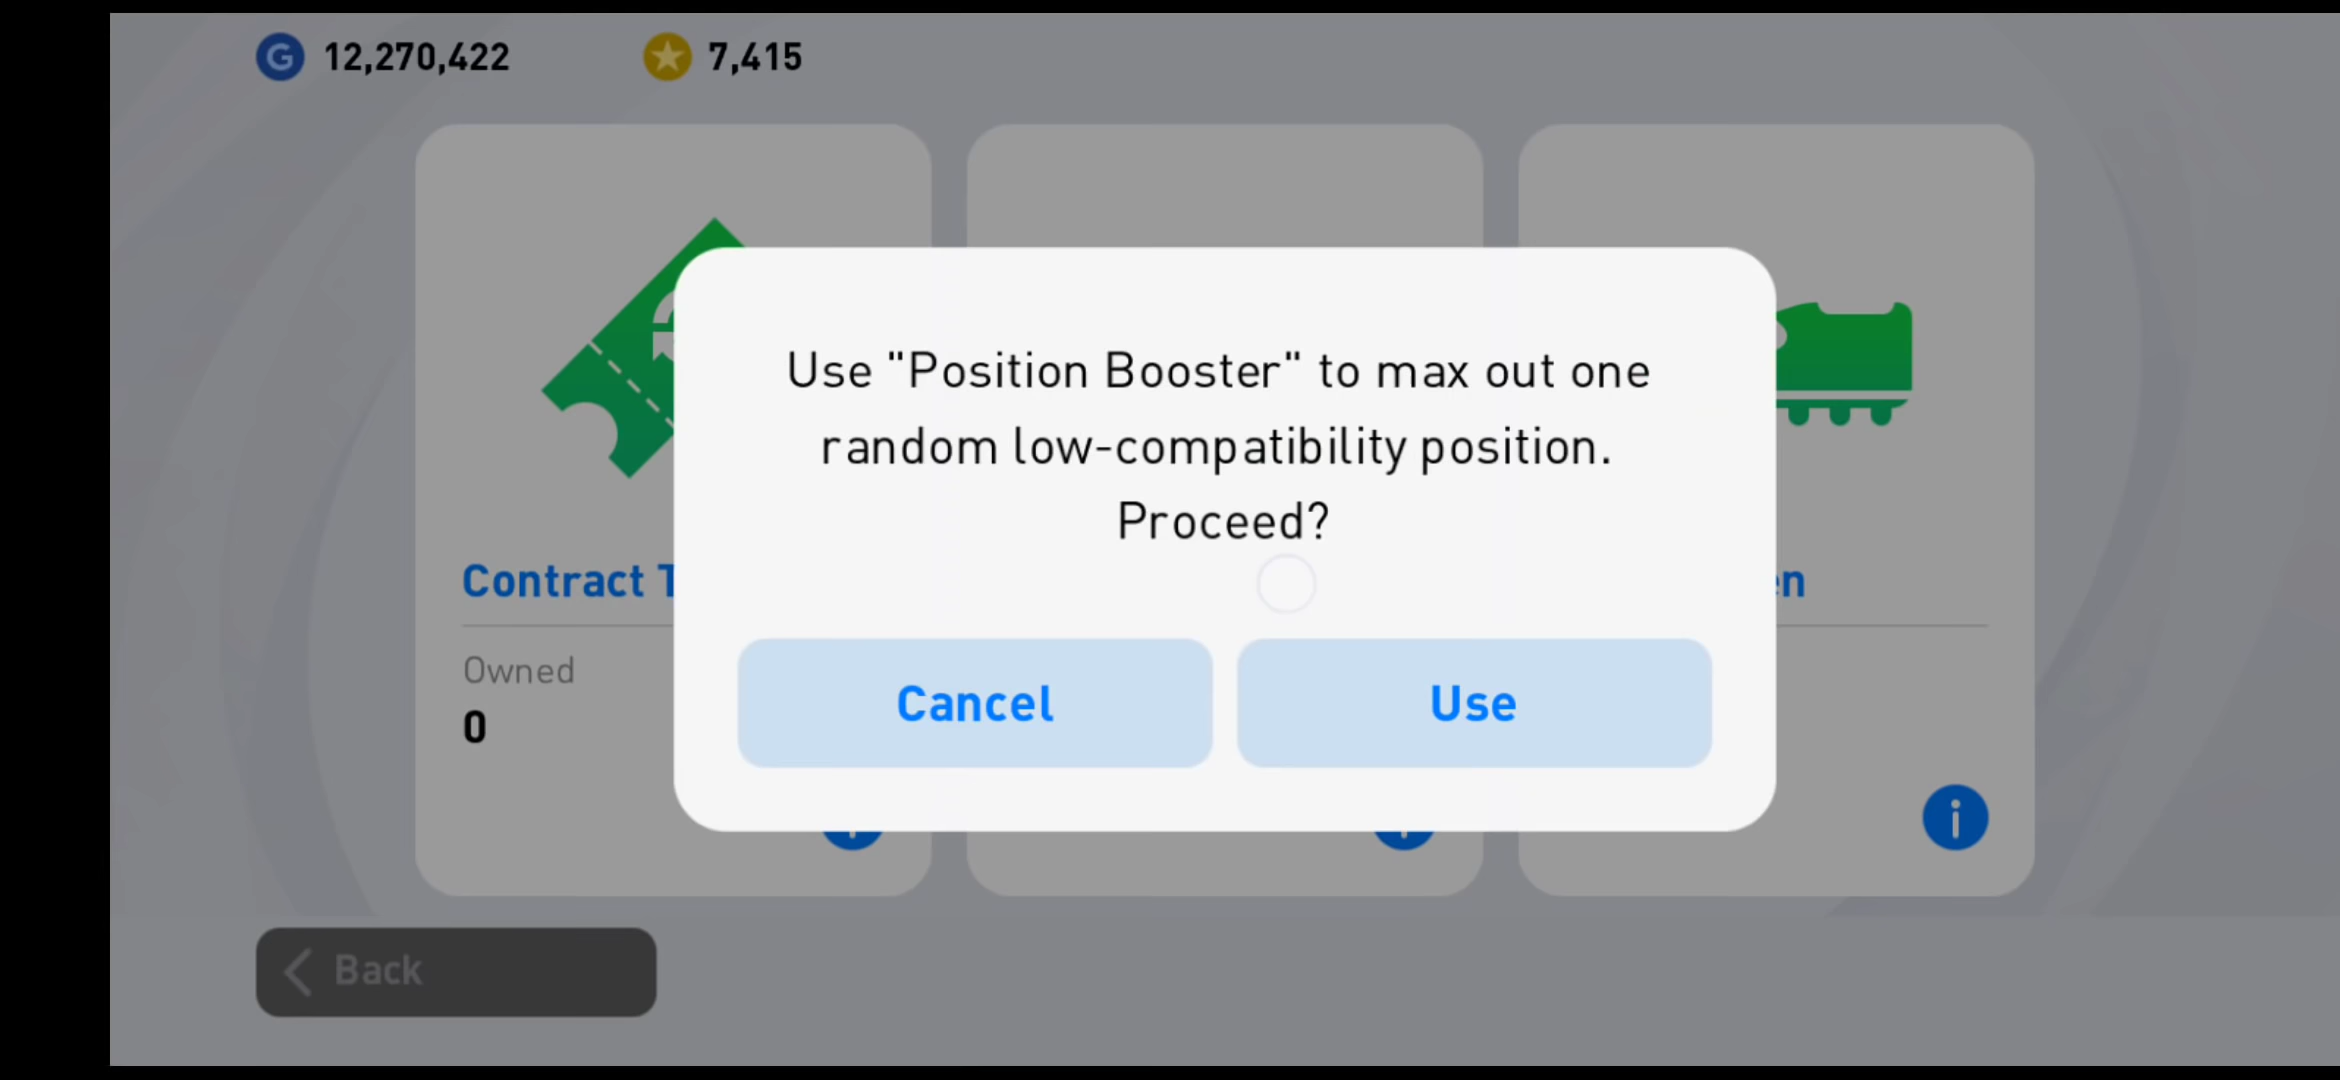 G 12,270,422 7,415
Use "Position Booster" to max out one
random low-compatibility position.
Proceed?
Contract
Owned
0
Cancel
Use
i
Back